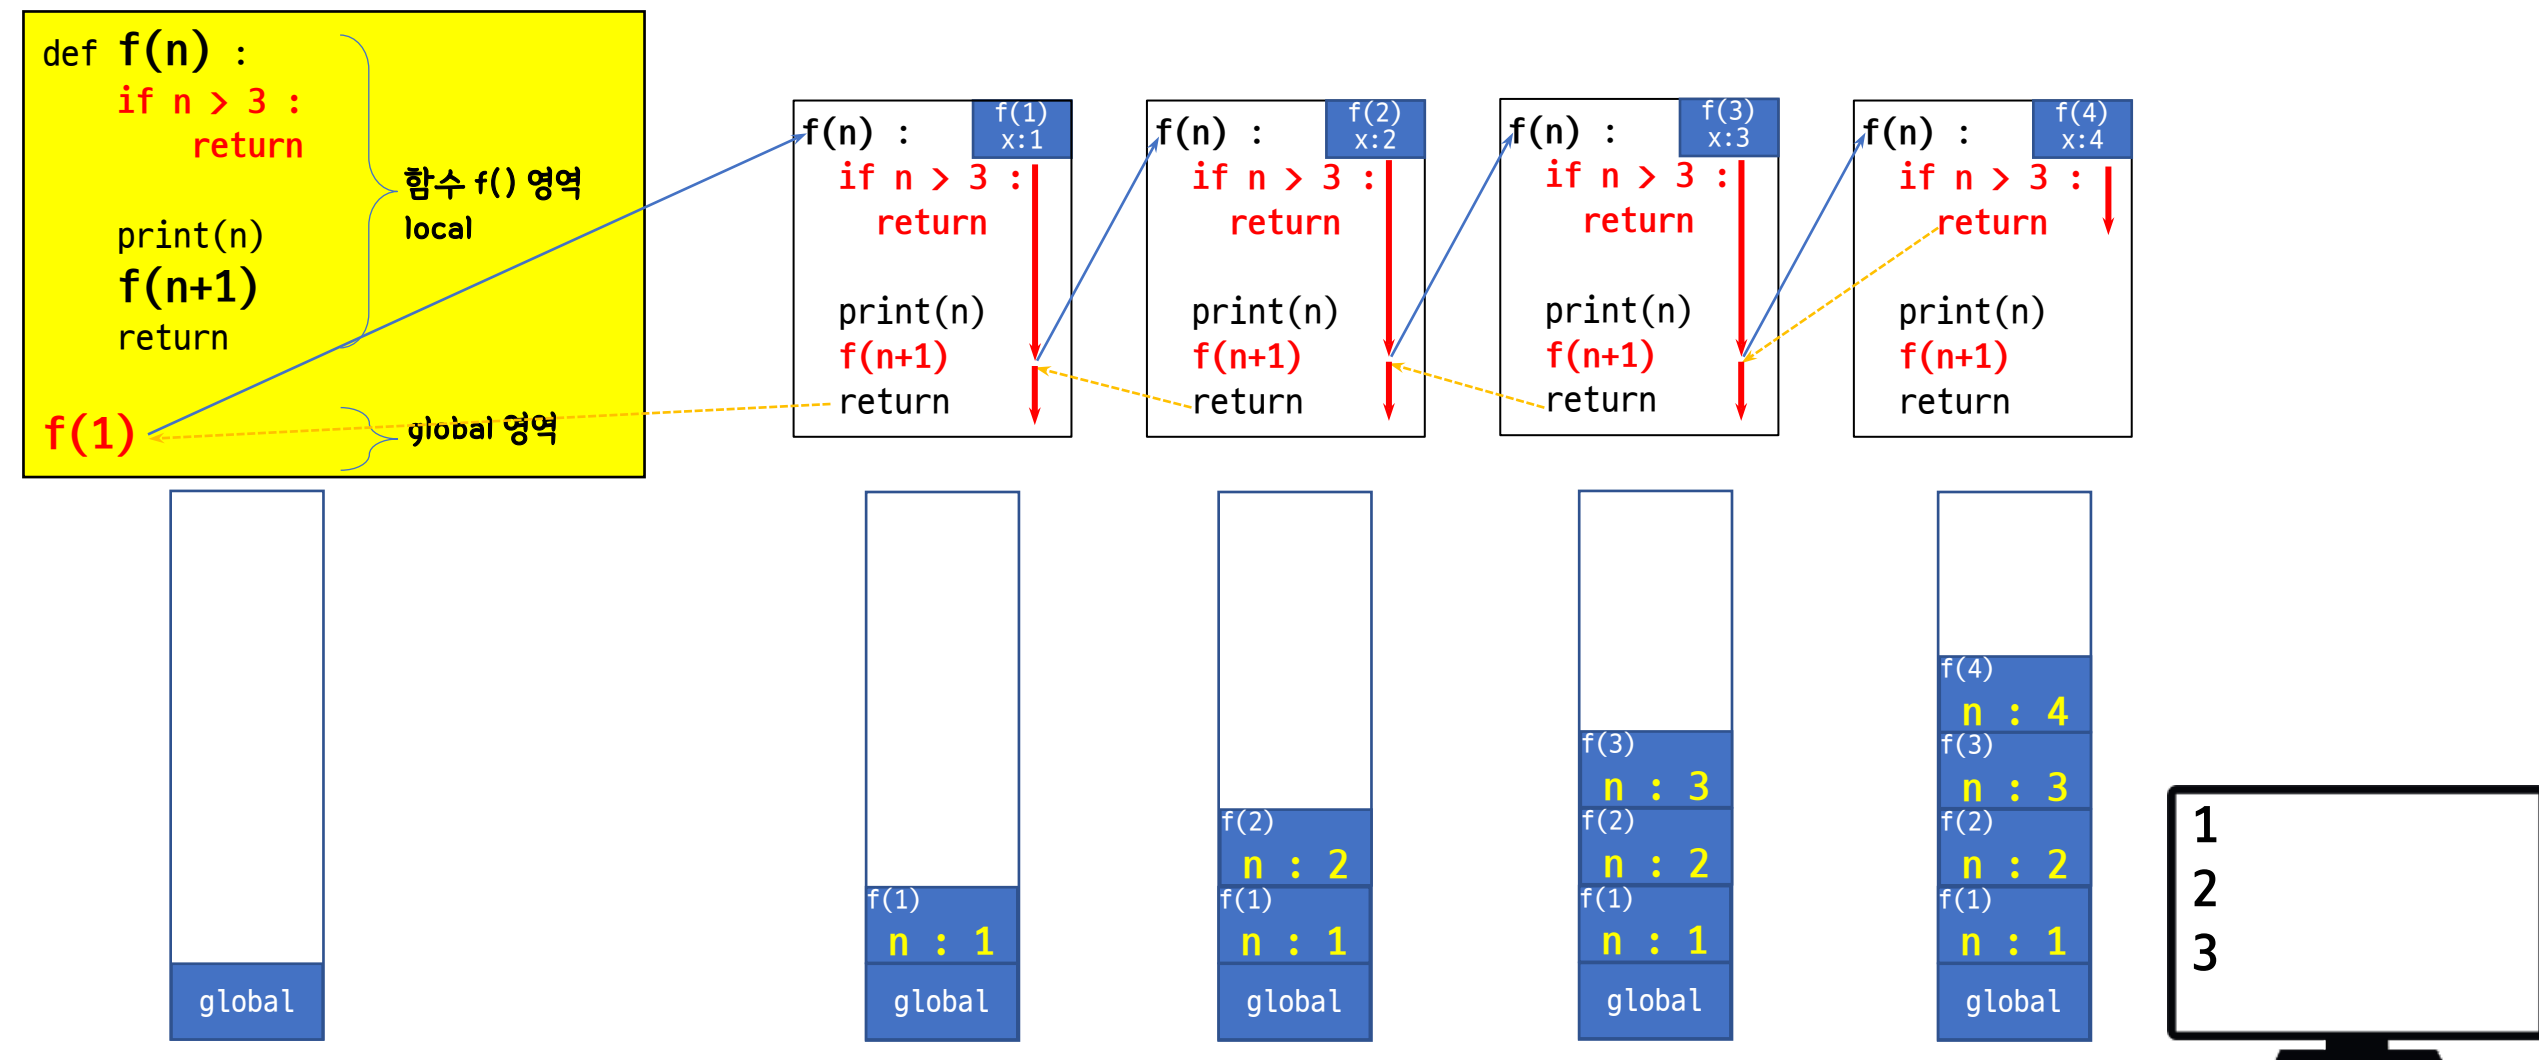 def f(n) :
if n > 3 :
return
print(n)
f(n+1)
return
f(1)
함수 f() 영역
local
global 영역
f(n) :
f(1)
x:1
if n > 3 :
return
print(n)
f(n+1)
return
f(n) :
f(2)
x:2
if n > 3 :
return
print(n)
f(n+1)
return
f(n) :
f(3)
x:3
if n > 3 :
return
print(n)
f(n+1)
return
f(n) :
f(4)
x:4
if n > 3 :
return
print(n)
f(n+1)
return
global
f(1)
n : 1
global
f(2)
n : 2
f(1)
n : 1
global
f(3)
n : 3
f(2)
n : 2
f(1)
n : 1
global
f(4)
n : 4
f(3)
n : 3
f(2)
n : 2
f(1)
n : 1
global
1
2
3